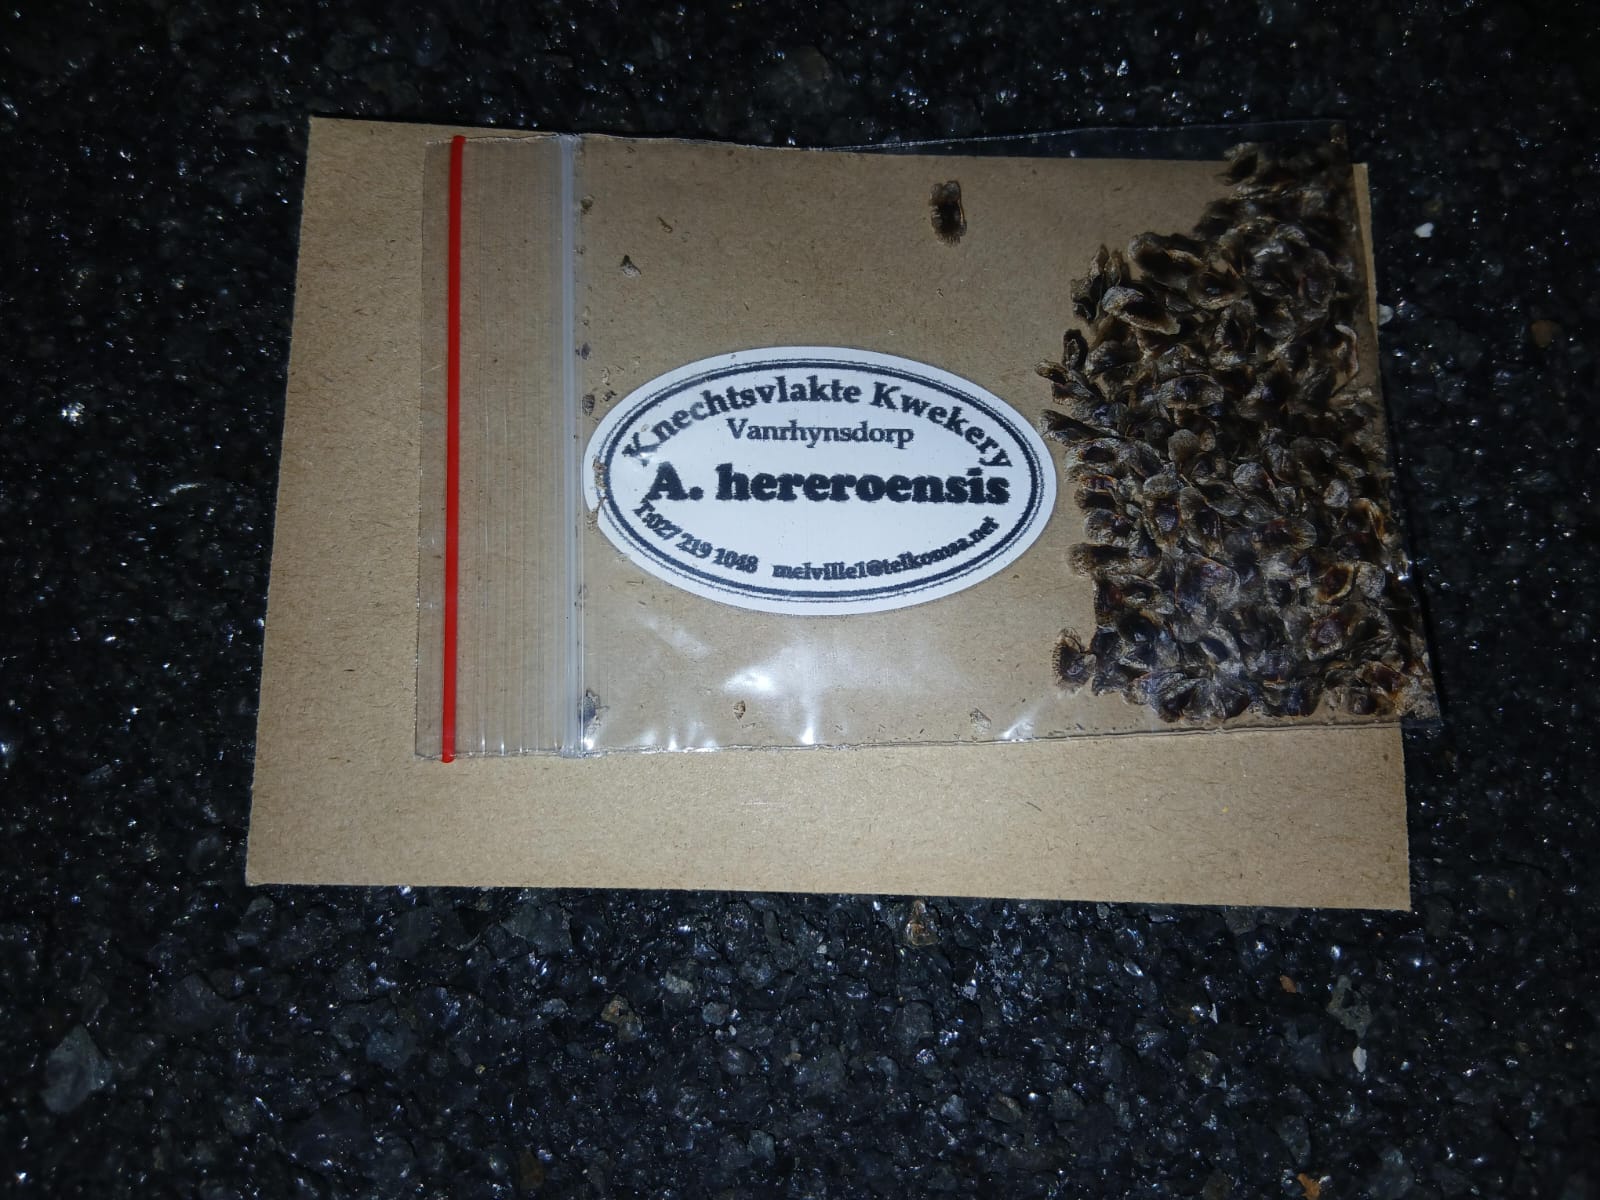 Knechtsvlakte Kwekery
Vanrhynsdorp
A. hereroensis
T:027 219 1048 melville1@telkomsa.net